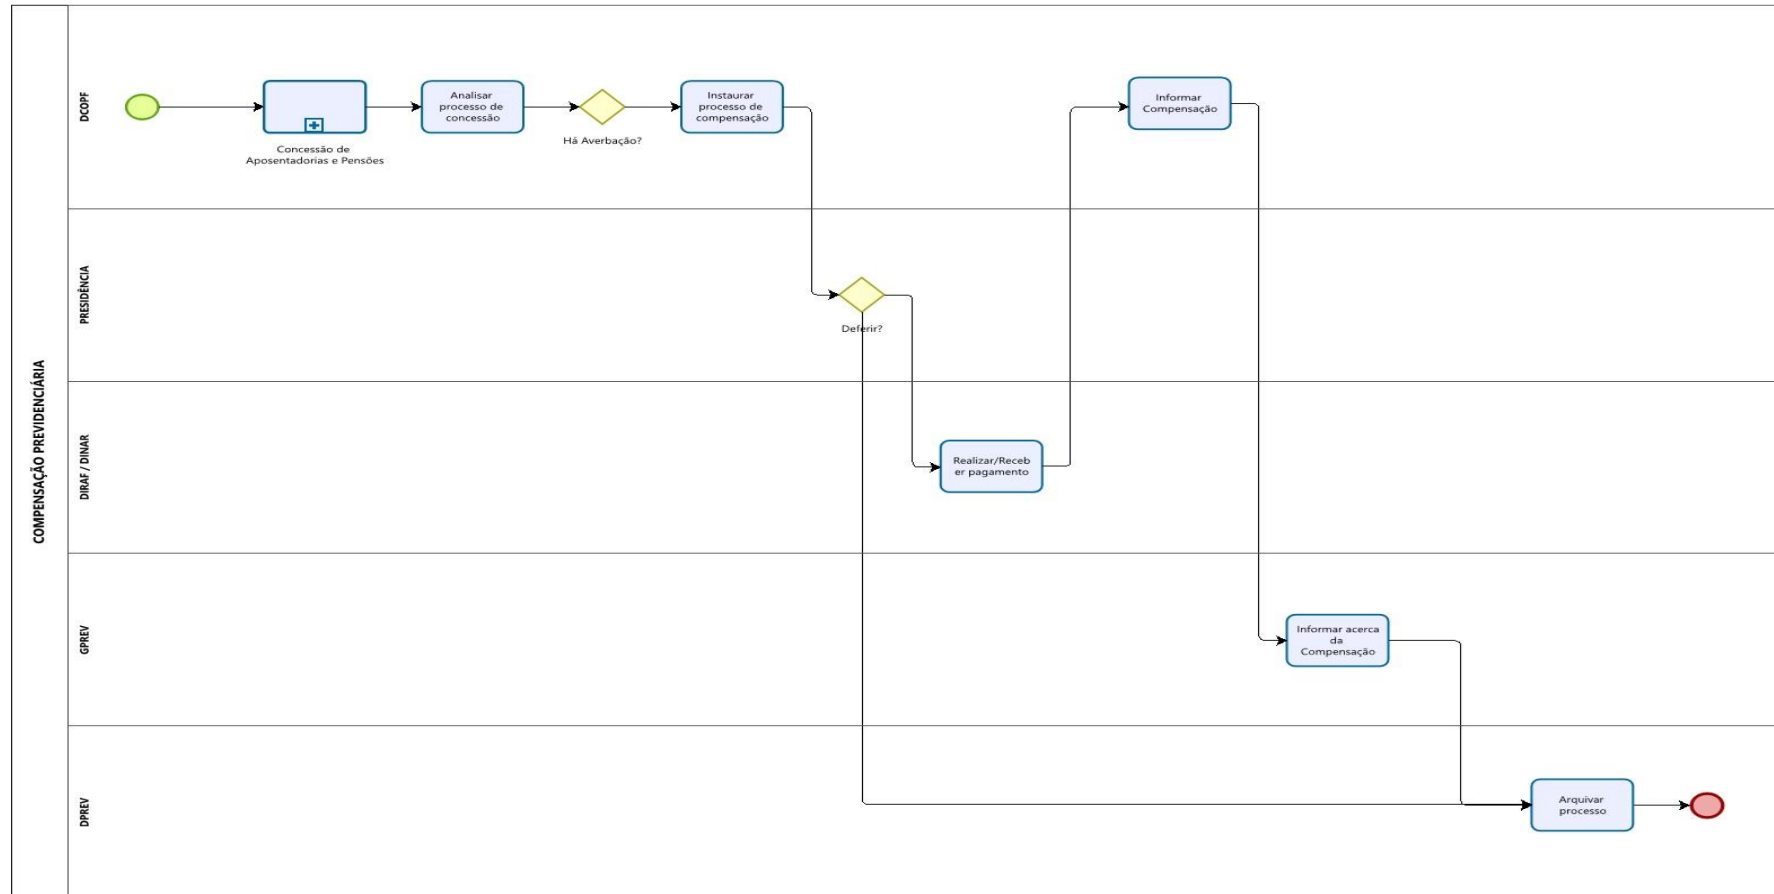 COMPENSAÇÃO PREVIDENCIÁRIA
DCOPF
Concessão de
Aposentadorias e Pensões
Analisar
processo de
concessão
Há Averbação?
Instaurar
processo de
compensação
Informar
Compensação
PRESIDÊNCIA
Deferir?
DIRAF / DINAR
Realizar/Receb
er pagamento
GPREV
Informar acerca
da
Compensação
DPREV
Arquivar
processo